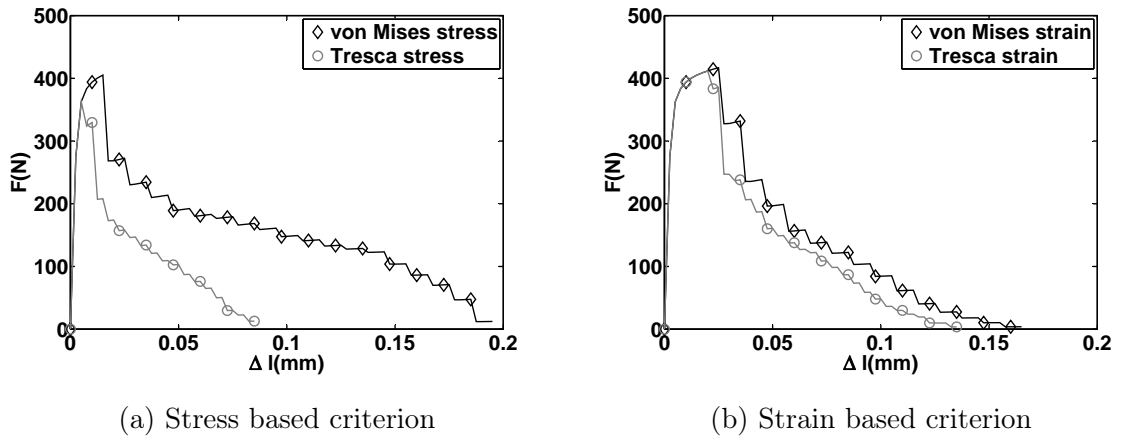 500
400
300
200
100
0
F(N)
0
0.05
0.1
0.15
0.2
Δ l(mm)
von Mises stress
Tresca stress
(a) Stress based criterion
500
400
300
200
100
0
F(N)
0
0.05
0.1
0.15
0.2
Δ l(mm)
von Mises strain
Tresca strain
(b) Strain based criterion